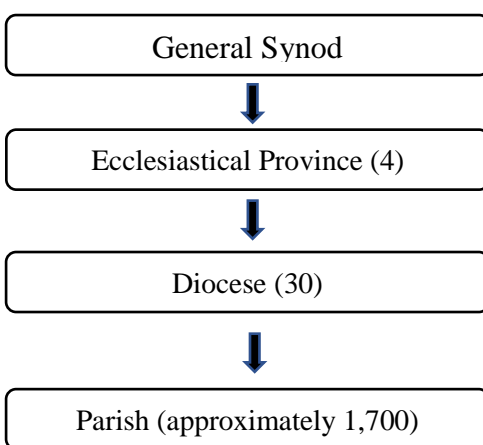 General Synod
Ecclesiastical Province (4)
Diocese (30)
Parish (approximately 1,700)